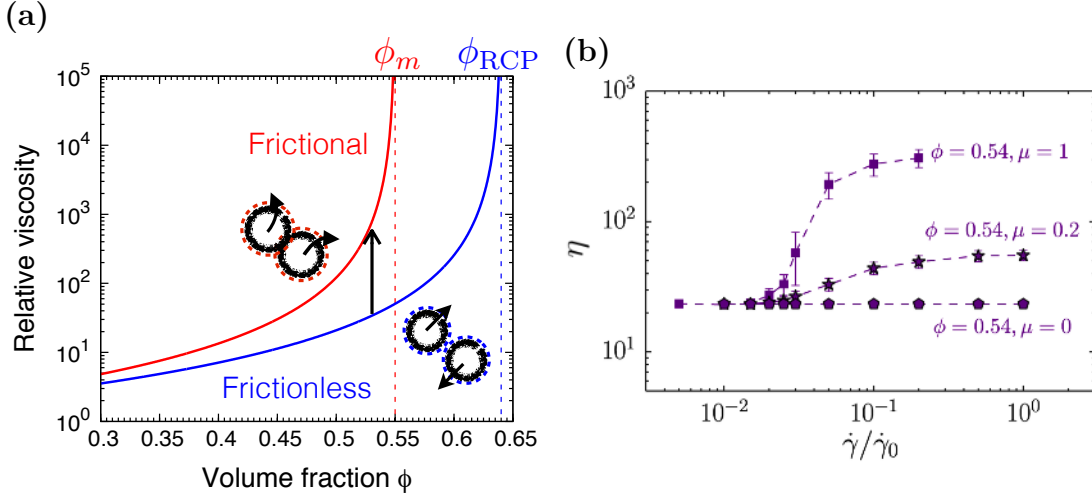 (a)
ϕm ϕRCP
10^5
10^4
10^3
10^2
10^1
10^0
Relative viscosity
Frictional
Frictionless
0.3 0.4 0.45 0.5 0.55 0.6 0.65
Volume fraction ϕ
(b)
10^3
10^2
10^1
η
ϕ = 0.54, μ = 1
ϕ = 0.54, μ = 0.2
ϕ = 0.54, μ = 0
10^−2 10^−1 10^0
γ̇/γ̇0